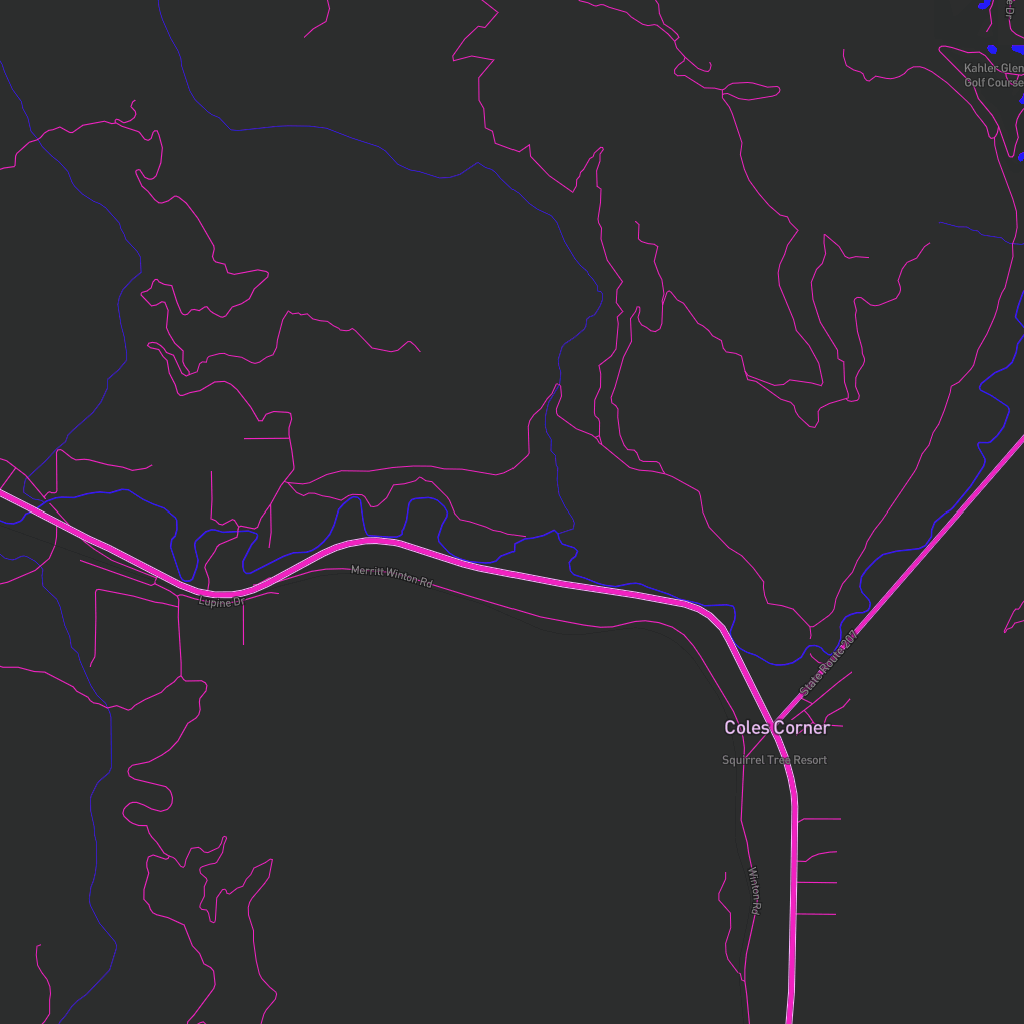 Kahler Glen
Golf Course
Merritt Winton Rd
Lupine Dr
State Route 207
Coles Corner
Squirrel Tree Resort
Winton Rd